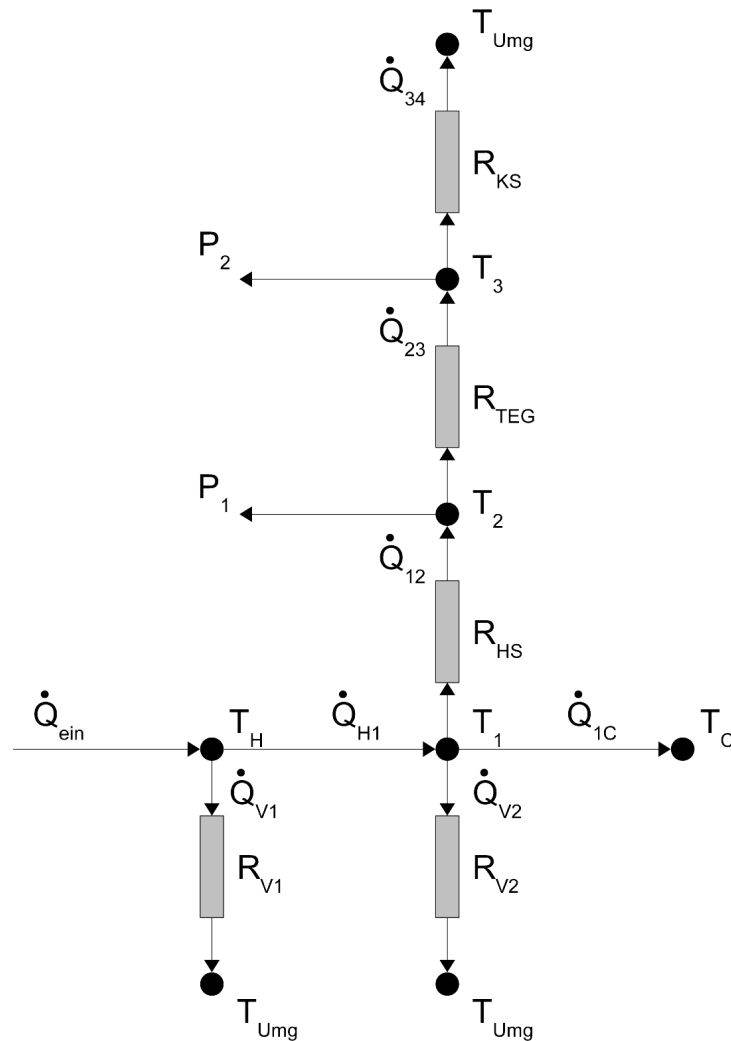 T_Umg
Q̇_34
R_KS
P_2
T_3
Q̇_23
R_TEG
P_1
T_2
Q̇_12
R_HS
Q̇_ein
T_H
Q̇_H1
T_1
Q̇_1C
T_C
Q̇_V1
Q̇_V2
R_V1
R_V2
T_Umg
T_Umg